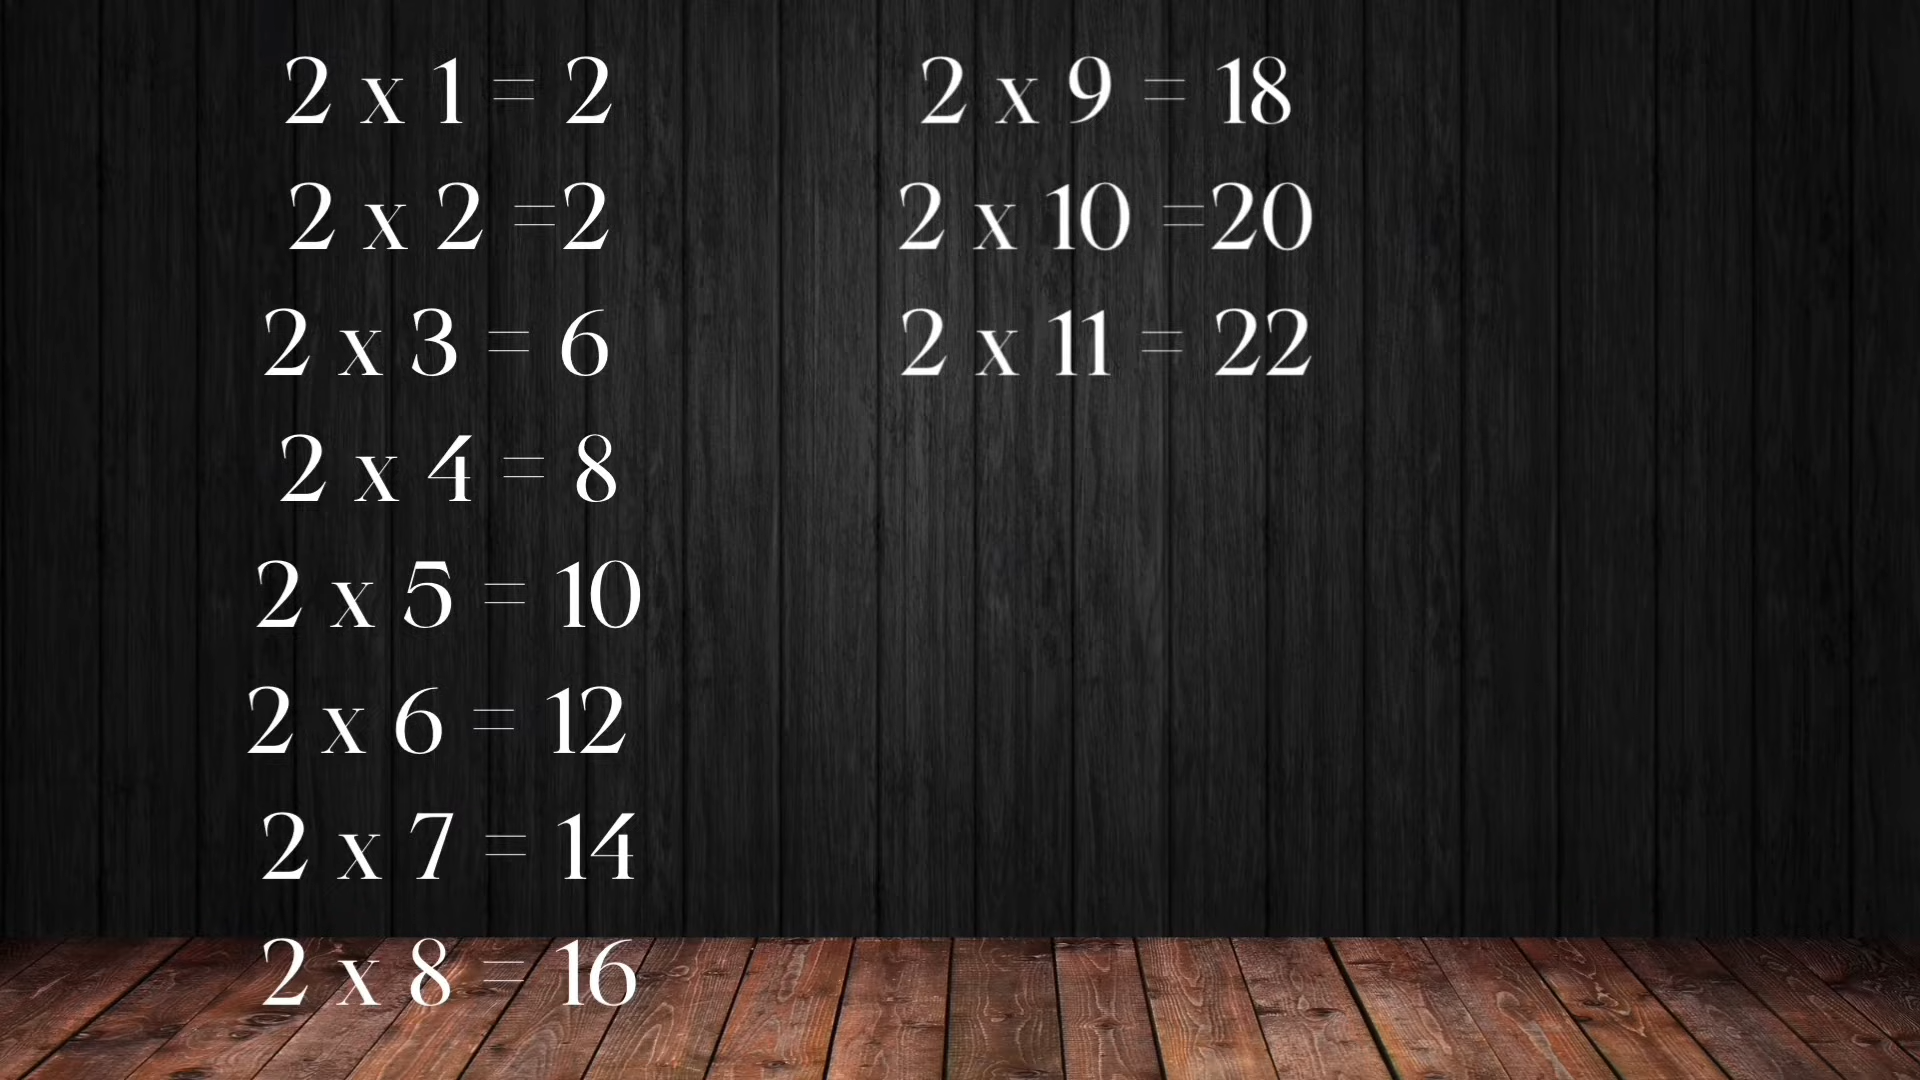 2 x 1 = 2
2 x 2 =2
2 x 3 = 6
2 x 4 = 8
2 x 5 = 10
2 x 6 = 12
2 x 7 = 14
2 x 8 = 16
2 x 9 = 18
2 x 10 =20
2 x 11 = 22